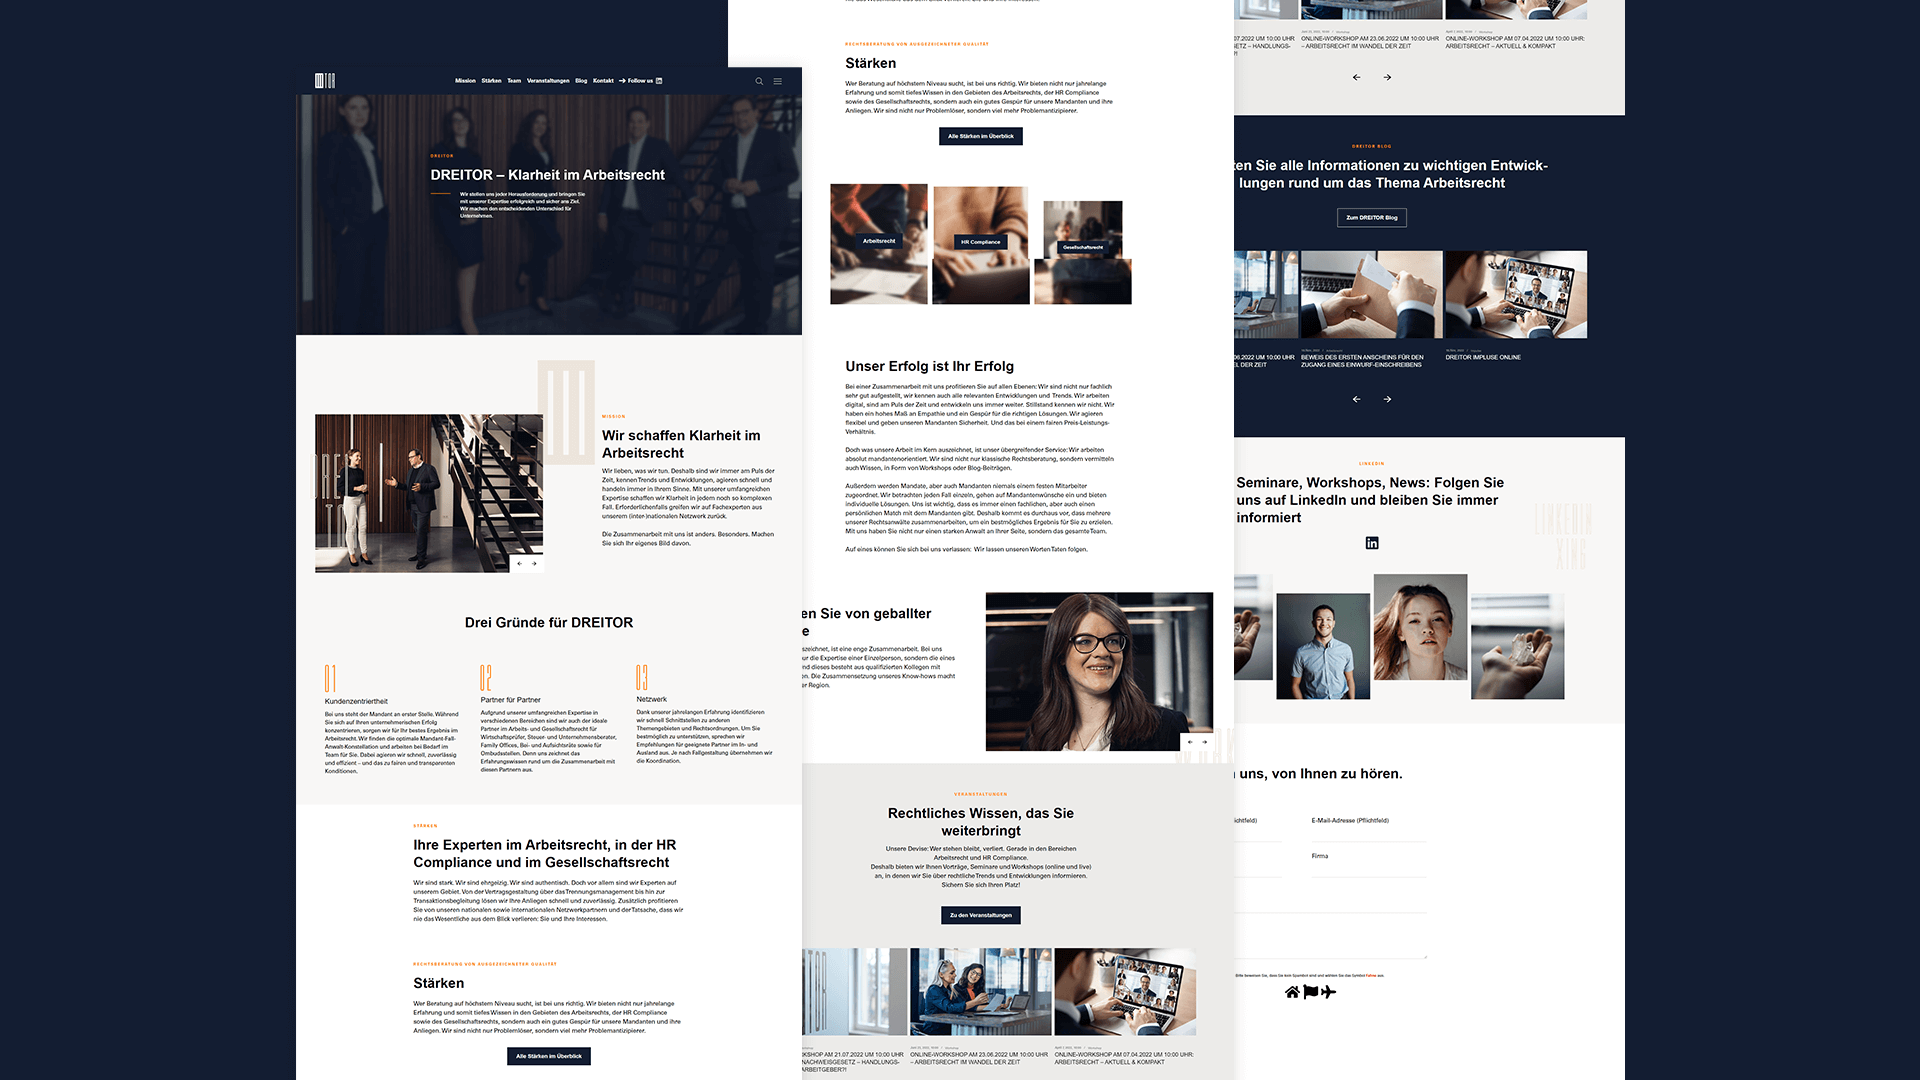 Mission Stärken Team Veranstaltungen Blog Kontakt Follow us
DREITOR
DREITOR – Klarheit im Arbeitsrecht
Wir stellen uns jeder Herausforderung und bringen Sie
mit unserer Expertise erfolgreich und sicher ans Ziel.
Wir machen den entscheidenden Unterschied für
Unternehmen.
MISSION
Wir schaffen Klarheit im
Arbeitsrecht
Wir lieben, was wir tun. Deshalb sind wir immer am Puls der
Zeit, kennen Trends und Entwicklungen, agieren schnell und
handeln immer in Ihrem Sinne. Mit unserer umfangreichen
Expertise schaffen wir Klarheit in jedem noch so komplexen
Fall. Erforderlichenfalls greifen wir auf Fachexperten aus
unserem (inter-)nationalen Netzwerk zurück.
Die Zusammenarbeit mit uns ist anders. Besonders. Machen
Sie sich Ihr eigenes Bild davon.
Drei Gründe für DREITOR
01
Kundenzentriertheit
Bei uns steht der Mandant an erster Stelle. Während
Sie sich auf Ihren unternehmerischen Erfolg
konzentrieren, sorgen wir für Ihr bestes Ergebnis im
Arbeitsrecht. Wir finden die optimale Mandant-Fall-
Anwalt-Konstellation und arbeiten bei Bedarf im
Team für Sie. Dabei agieren wir schnell, zuverlässig
und effizient – und das zu fairen und transparenten
Konditionen.
02
Partner für Partner
Aufgrund unserer umfangreichen Expertise in
verschiedenen Bereichen sind wir auch der ideale
Partner im Arbeits- und Gesellschaftsrecht für
Wirtschaftsprüfer, Steuer- und Unternehmensberater,
Family Offices, Bei- und Aufsichtsräte sowie für
Ombudsstellen. Denn uns zeichnet das
Erfahrungswissen rund um die Zusammenarbeit mit
diesen Partnern aus.
03
Netzwerk
Dank unserer jahrelangen Erfahrung identifizieren
wir schnell Schnittstellen zu anderen
Themengebieten und Rechtsordnungen. Um Sie
bestmöglich zu unterstützen, sprechen wir
Empfehlungen für geeignete Partner im In- und
Ausland aus. Je nach Fallgestaltung übernehmen wir
die Koordination.
STÄRKEN
Ihre Experten im Arbeitsrecht, in der HR
Compliance und im Gesellschaftsrecht
Wir sind stark. Wir sind ehrgeizig. Wir sind authentisch. Doch vor allem sind wir Experten auf
unserem Gebiet. Von der Vertragsgestaltung über das Trennungsmanagement bis hin zur
Transaktionsbegleitung lösen wir Ihre Anliegen schnell und zuverlässig. Zusätzlich profitieren
Sie von unseren nationalen sowie internationalen Netzwerkpartnern und der Tatsache, dass wir
nie das Wesentliche aus dem Blick verlieren: Sie und Ihre Interessen.
RECHTSBERATUNG VON AUSGEZEICHNETER QUALITÄT
Stärken
Wer Beratung auf höchstem Niveau sucht, ist bei uns richtig. Wir bieten nicht nur jahrelange
Erfahrung und somit tiefes Wissen in den Gebieten des Arbeitsrechts, der HR Compliance
sowie des Gesellschaftsrechts, sondern auch ein gutes Gespür für unsere Mandanten und ihre
Anliegen. Wir sind nicht nur Problemlöser, sondern viel mehr Problemantizipierer.
Alle Stärken im Überblick
RECHTSBERATUNG VON AUSGEZEICHNETER QUALITÄT
Stärken
Wer Beratung auf höchstem Niveau sucht, ist bei uns richtig. Wir bieten nicht nur jahrelange
Erfahrung und somit tiefes Wissen in den Gebieten des Arbeitsrechts, der HR Compliance
sowie des Gesellschaftsrechts, sondern auch ein gutes Gespür für unsere Mandanten und ihre
Anliegen. Wir sind nicht nur Problemlöser, sondern viel mehr Problemantizipierer.
Alle Stärken im Überblick
Arbeitsrecht
HR Compliance
Gesellschaftsrecht
Unser Erfolg ist Ihr Erfolg
Bei einer Zusammenarbeit mit uns profitieren Sie auf allen Ebenen: Wir sind nicht nur fachlich
sehr gut aufgestellt, wir kennen auch alle relevanten Entwicklungen und Trends. Wir arbeiten
digital, sind am Puls der Zeit und entwickeln uns immer weiter. Stillstand kennen wir nicht. Wir
haben ein hohes Maß an Empathie und ein Gespür für die richtigen Lösungen. Wir agieren
flexibel und geben unseren Mandanten Sicherheit. Und das bei einem fairen Preis-Leistungs-
Verhältnis.
Doch was unsere Arbeit im Kern auszeichnet, ist unser übergreifender Service: Wir arbeiten
absolut mandantenorientiert. Wir sind nicht nur klassische Rechtsberatung, sondern vermitteln
auch Wissen, in Form von Workshops oder Blog-Beiträgen.
Außerdem werden Mandate, aber auch Mandanten niemals einem festen Mitarbeiter
zugeordnet. Wir betrachten jeden Fall einzeln, gehen auf Mandantenwünsche ein und bieten
individuelle Lösungen. Uns ist wichtig, dass es immer einen fachlichen, aber auch einen
persönlichen Match mit dem Mandanten gibt. Deshalb kommt es durchaus vor, dass mehrere
unserer Rechtsanwälte zusammenarbeiten, um ein bestmögliches Ergebnis für Sie zu erzielen.
Mit uns haben Sie nicht nur einen starken Anwalt an Ihrer Seite, sondern das gesamte Team.
Auf eines können Sie sich bei uns verlassen: Wir lassen unseren Worten Taten folgen.
en Sie von geballter
e
szeichnet, ist eine enge Zusammenarbeit. Bei uns
ur die Expertise einer Einzelperson, sondern die eines
nd dieses besteht aus qualifizierten Kollegen mit
en. Die Zusammensetzung unseres Know-hows macht
er Region.
VERANSTALTUNGEN
Rechtliches Wissen, das Sie
weiterbringt
Unsere Devise: Wer stehen bleibt, verliert. Gerade in den Bereichen
Arbeitsrecht und HR Compliance.
Deshalb bieten wir Ihnen Vorträge, Seminare und Workshops (online und live)
an, in denen wir Sie über rechtliche Trends und Entwicklungen informieren.
Sichern Sie sich Ihren Platz!
Zu den Veranstaltungen
KSHOP AM 21.07.2022 UM 10:00 UHR
NACHWEISGESETZ – HANDLUNGS-
ARBEITGEBER?!
ONLINE-WORKSHOP AM 23.06.2022 UM 10:00 UHR
– ARBEITSRECHT IM WANDEL DER ZEIT
ONLINE-WORKSHOP AM 07.04.2022 UM 10:00 UHR:
ARBEITSRECHT – AKTUELL & KOMPAKT
07.2022 UM 10:00 UHR
ETZ – HANDLUNGS-
?!
ONLINE-WORKSHOP AM 23.06.2022 UM 10:00 UHR
– ARBEITSRECHT IM WANDEL DER ZEIT
ONLINE-WORKSHOP AM 07.04.2022 UM 10:00 UHR:
ARBEITSRECHT – AKTUELL & KOMPAKT
DREITOR BLOG
ten Sie alle Informationen zu wichtigen Entwick-
lungen rund um das Thema Arbeitsrecht
Zum DREITOR Blog
06.2022 UM 10:00 UHR
EL DER ZEIT
BEWEIS DES ERSTEN ANSCHEINS FÜR DEN
ZUGANG EINES EINWURF-EINSCHREIBENS
DREITOR IMPLUSE ONLINE
LINKEDIN
Seminare, Workshops, News: Folgen Sie
uns auf LinkedIn und bleiben Sie immer
informiert
LINKEDIN
XING
uns, von Ihnen zu hören.
ichtfeld)
E-Mail-Adresse (Pflichtfeld)
Firma
Bitte beweisen Sie, dass Sie kein Spambot sind und wählen Sie das Symbol Fahne aus.